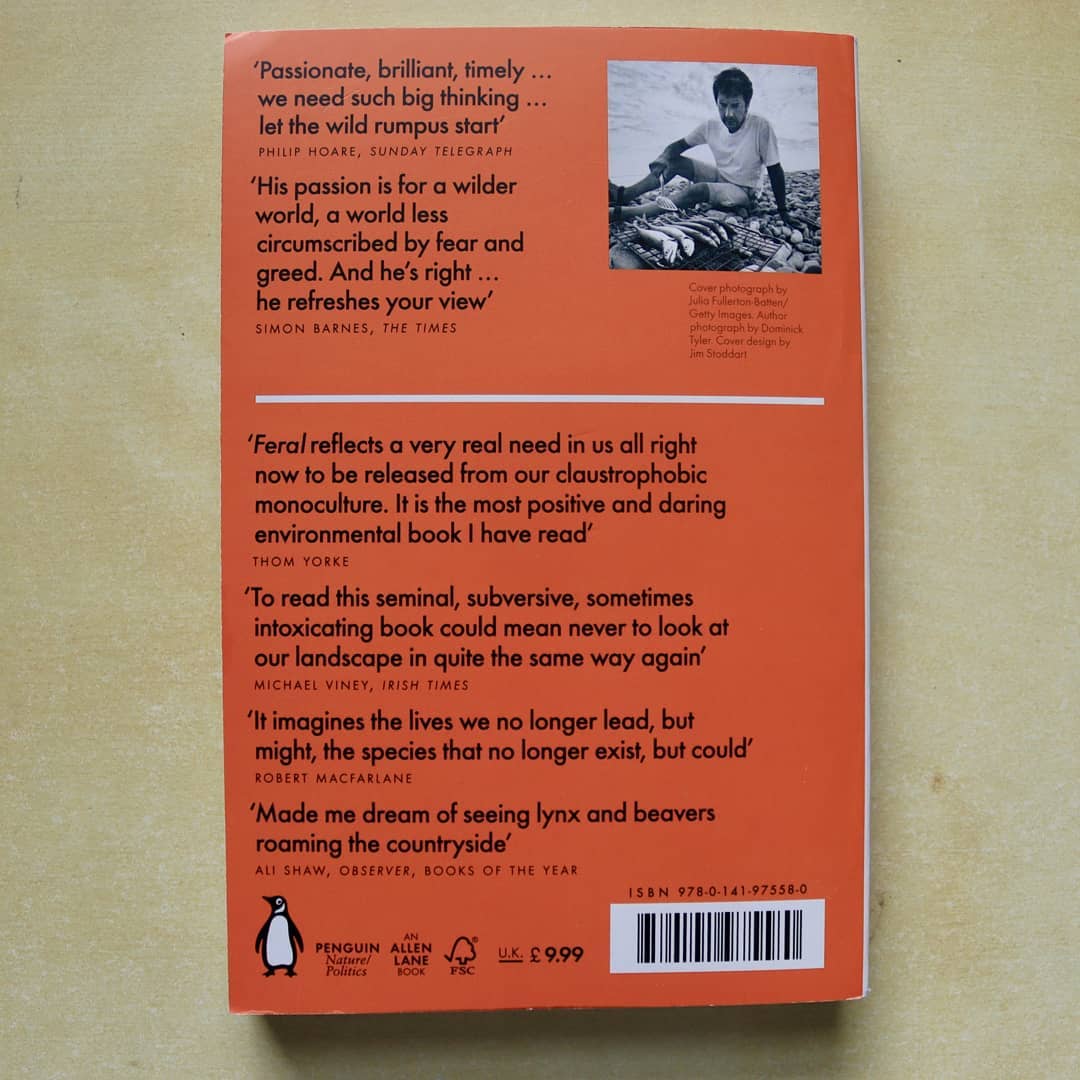 ‘Passionate, brilliant, timely …
we need such big thinking …
let the wild rumpus start’
PHILIP HOARE, SUNDAY TELEGRAPH
‘His passion is for a wilder
world, a world less
circumscribed by fear and
greed. And he’s right …
he refreshes your view’
SIMON BARNES, THE TIMES
Cover photograph by
Julia Fullerton-Batten/
Getty Images. Author
photograph by Dominick
Tyler. Cover design by
Jim Stoddart
‘Feral reflects a very real need in us all right
now to be released from our claustrophobic
monoculture. It is the most positive and daring
environmental book I have read’
THOM YORKE
‘To read this seminal, subversive, sometimes
intoxicating book could mean never to look at
our landscape in quite the same way again’
MICHAEL VINEY, IRISH TIMES
‘It imagines the lives we no longer lead, but
might, the species that no longer exist, but could’
ROBERT MACFARLANE
‘Made me dream of seeing lynx and beavers
roaming the countryside’
ALI SHAW, OBSERVER, BOOKS OF THE YEAR
ISBN 978-0-141-97558-0
PENGUIN
Nature/
Politics
AN
ALLEN
LANE
BOOK
®
FSC
U.K. £9.99